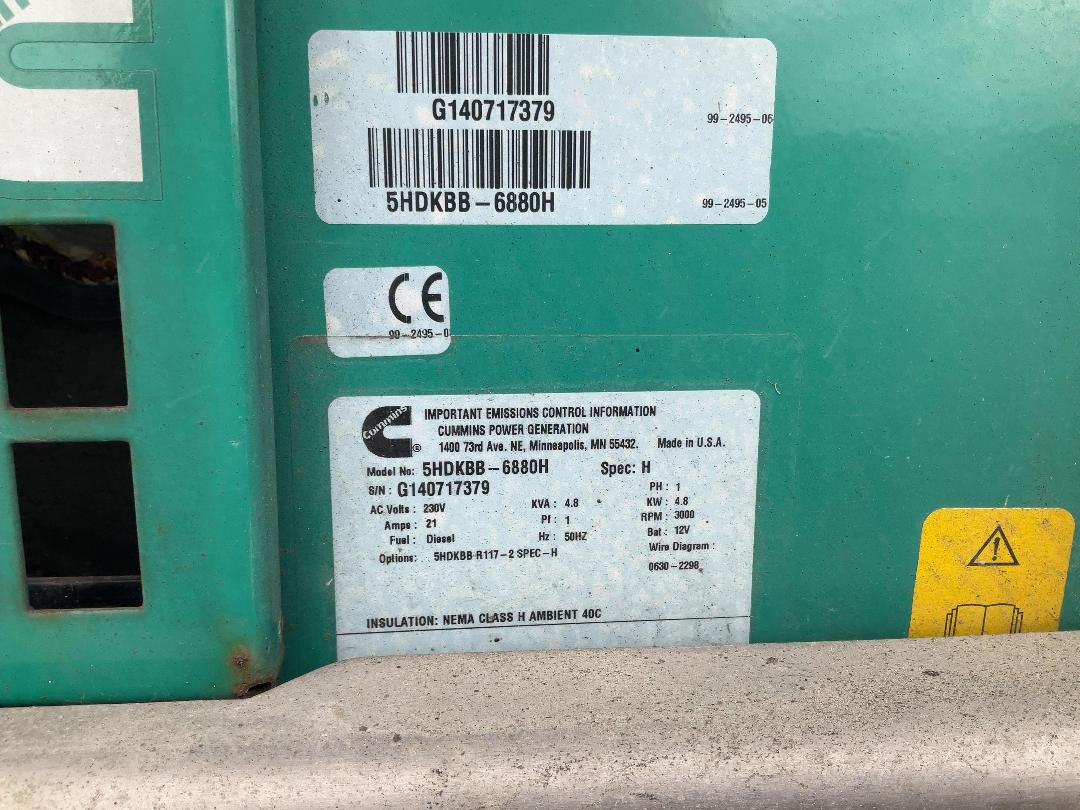 G140717379
99-2495-06
5HDKBB-6880H
99-2495-05
CE
99-2495-0
Cummins
IMPORTANT EMISSIONS CONTROL INFORMATION
CUMMINS POWER GENERATION
1400 73rd Ave. NE, Minneapolis, MN 55432. Made in U.S.A.
Model No: 5HDKBB-6880H Spec: H
S/N: G140717379 PH: 1
AC Volts: 230V KVA: 4.8 KW: 4.8
Amps: 21 Pf: 1 RPM: 3000
Fuel: Diesel Hz: 50HZ Bat: 12V
Options: 5HDKBB-R117-2 SPEC-H Wire Diagram:
0630-2298
INSULATION: NEMA CLASS H AMBIENT 40C